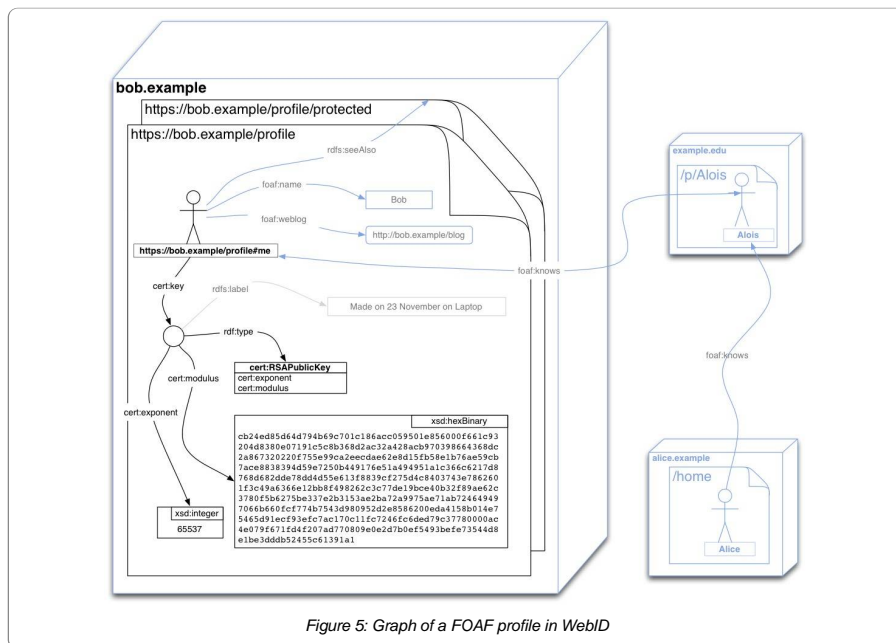 bob.example
https://bob.example/profile/protected
https://bob.example/profile
rdfs:seeAlso
foaf:name
Bob
foaf:weblog
http://bob.example/blog
https://bob.example/profile#me
foaf:knows
cert:key
rdfs:label
Made on 23 November on Laptop
rdf:type
cert:RSAPublicKey
cert:exponent
cert:modulus
cert:modulus
cert:exponent
xsd:hexBinary
cb24ed85d64d794b69c701c186acc059501e856000f661c93
204d8380e07191c5c8b368d2ac32a428acb970398664368dc
2a867320220f755e99ca2eecdae62e8d15fb58e1b76ae59cb
7ace8838394d59e7250b449176e51a494951a1c366c6217d8
768d682dde78dd4d55e613f8839cf275d4c8403743e786260
1f3c49a6366e12bb8f498262c3c77de19bce40b32f89ae62c
3780f5b6275be337e2b3153ae2ba72a9975ae71ab72464949
7066b660fcf774b7543d980952d2e8586200eda4158b014e7
5465d91ecf93efc7ac170c11fc7246fc6ded79c37780000ac
4e079f671fd4f207ad770809e0e2d7b0ef5493befe73544d8
e1be3dddb52455c61391a1
xsd:integer
65537
example.edu
/p/Alois
Alois
foaf:knows
alice.example
/home
Alice
Figure 5: Graph of a FOAF profile in WebID